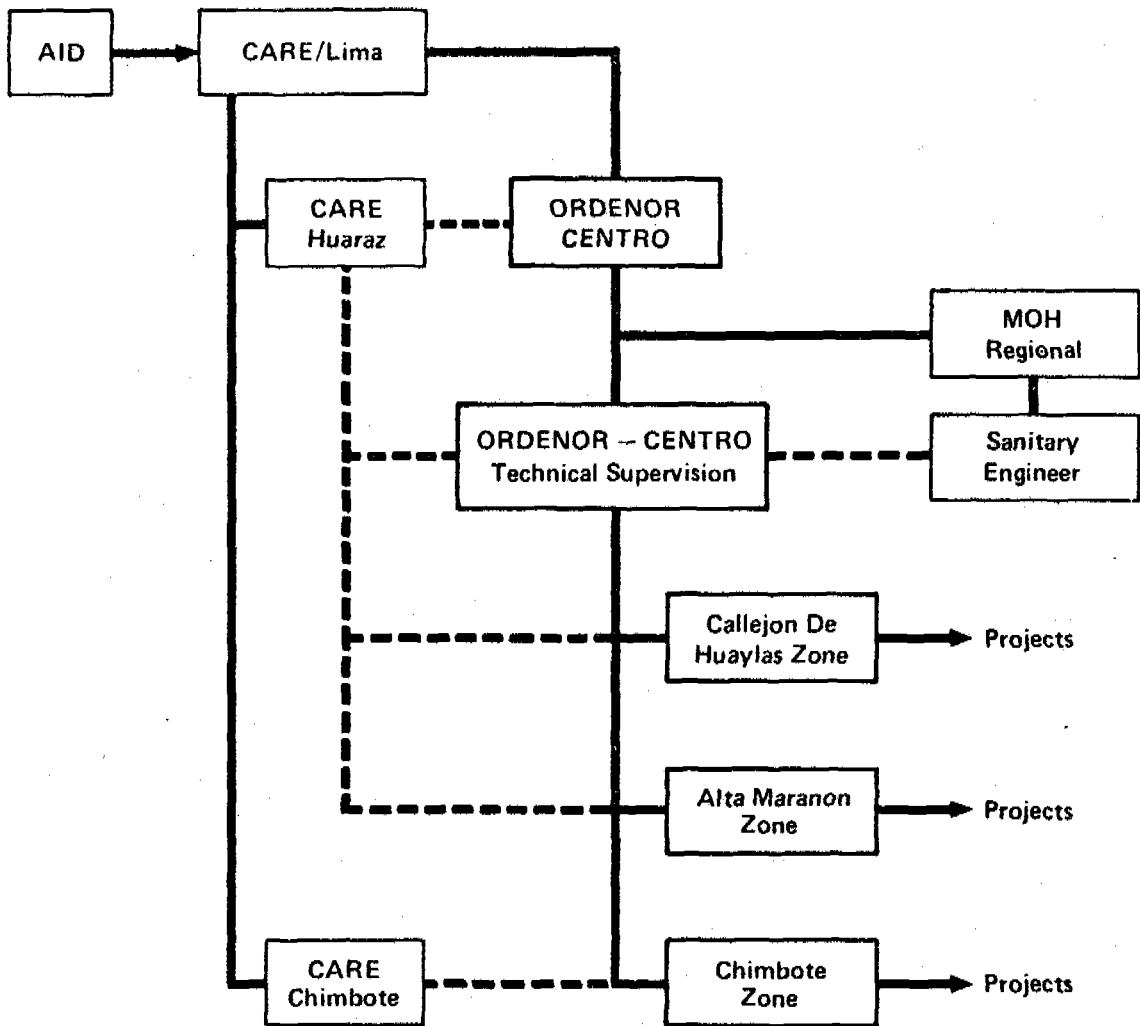 AID
CARE/Lima
CARE
Huaraz
ORDENOR
CENTRO
MOH
Regional
ORDENOR – CENTRO
Technical Supervision
Sanitary
Engineer
Callejon De
Huaylas Zone
Projects
Alta Maranon
Zone
Projects
CARE
Chimbote
Chimbote
Zone
Projects